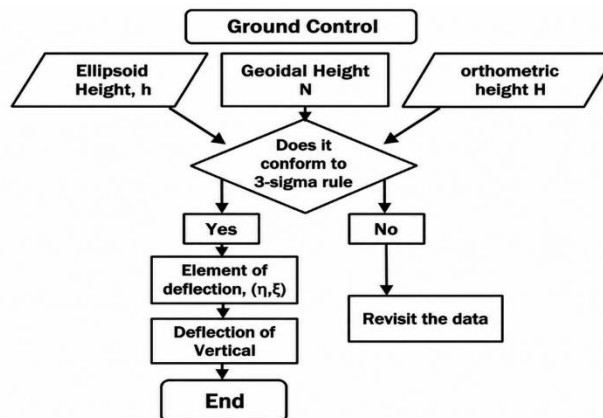 Ground Control
Ellipsoid
Height, h
Geoidal Height
N
orthometric
height H
Does it
conform to
3-sigma rule
Yes
No
Element of
deflection, (η,ξ)
Revisit the data
Deflection of
Vertical
End